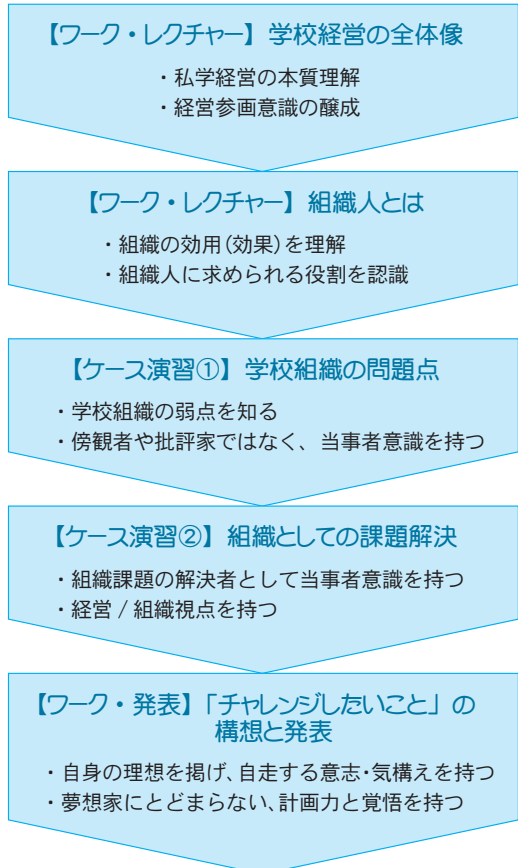 【ワーク・レクチャー】学校経営の全体像
・私学経営の本質理解
・経営参画意識の醸成
【ワーク・レクチャー】組織人とは
・組織の効用(効果)を理解
・組織人に求められる役割を認識
【ケース演習①】学校組織の問題点
・学校組織の弱点を知る
・傍観者や批評家ではなく、当事者意識を持つ
【ケース演習②】組織としての課題解決
・組織課題の解決者として当事者意識を持つ
・経営 / 組織視点を持つ
【ワーク・発表】「チャレンジしたいこと」の
構想と発表
・自身の理想を掲げ、自走する意志・気構えを持つ
・夢想家にとどまらない、計画力と覚悟を持つ